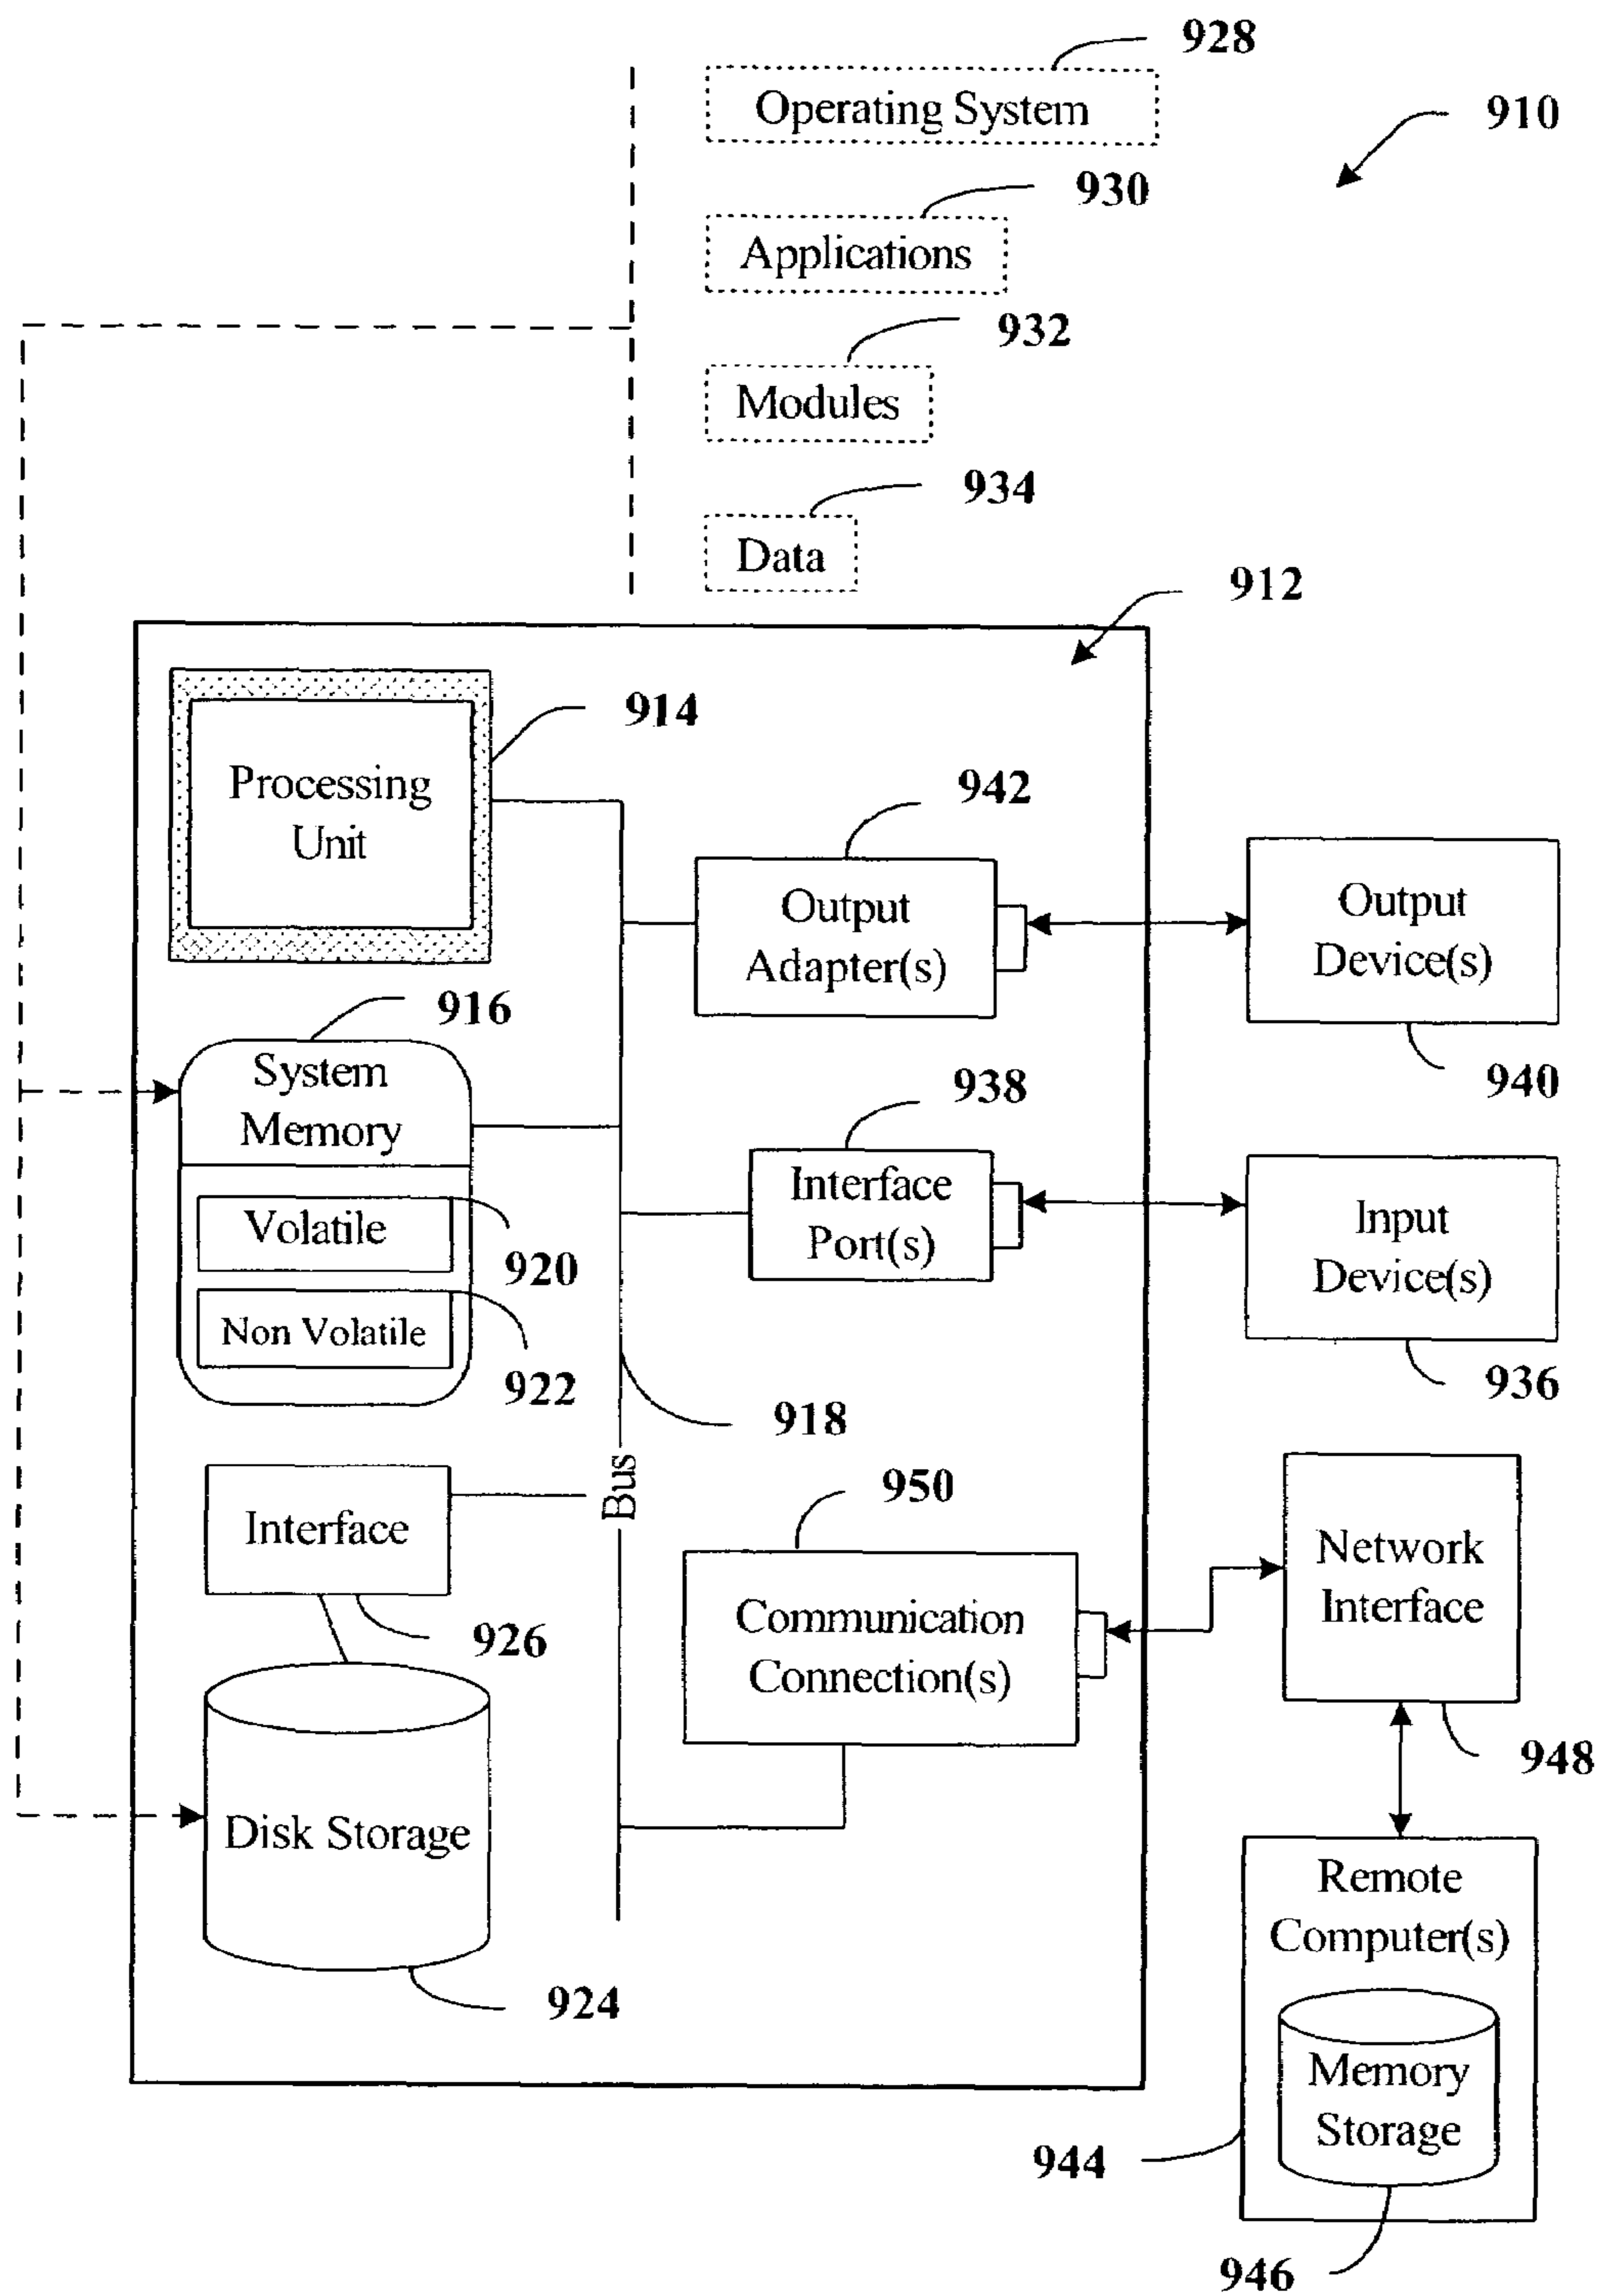 928
Operating System
910
930
Applications
932
Modules
934
Data
912
914
Processing
Unit
942
Output
Adapter(s)
Output
Device(s)
940
916
System
Memory
938
Interface
Port(s)
Input
Device(s)
936
Volatile
920
Non Volatile
922
918
Bus
Interface
926
950
Communication
Connection(s)
Network
Interface
948
Disk Storage
924
Remote
Computer(s)
Memory
Storage
944
946